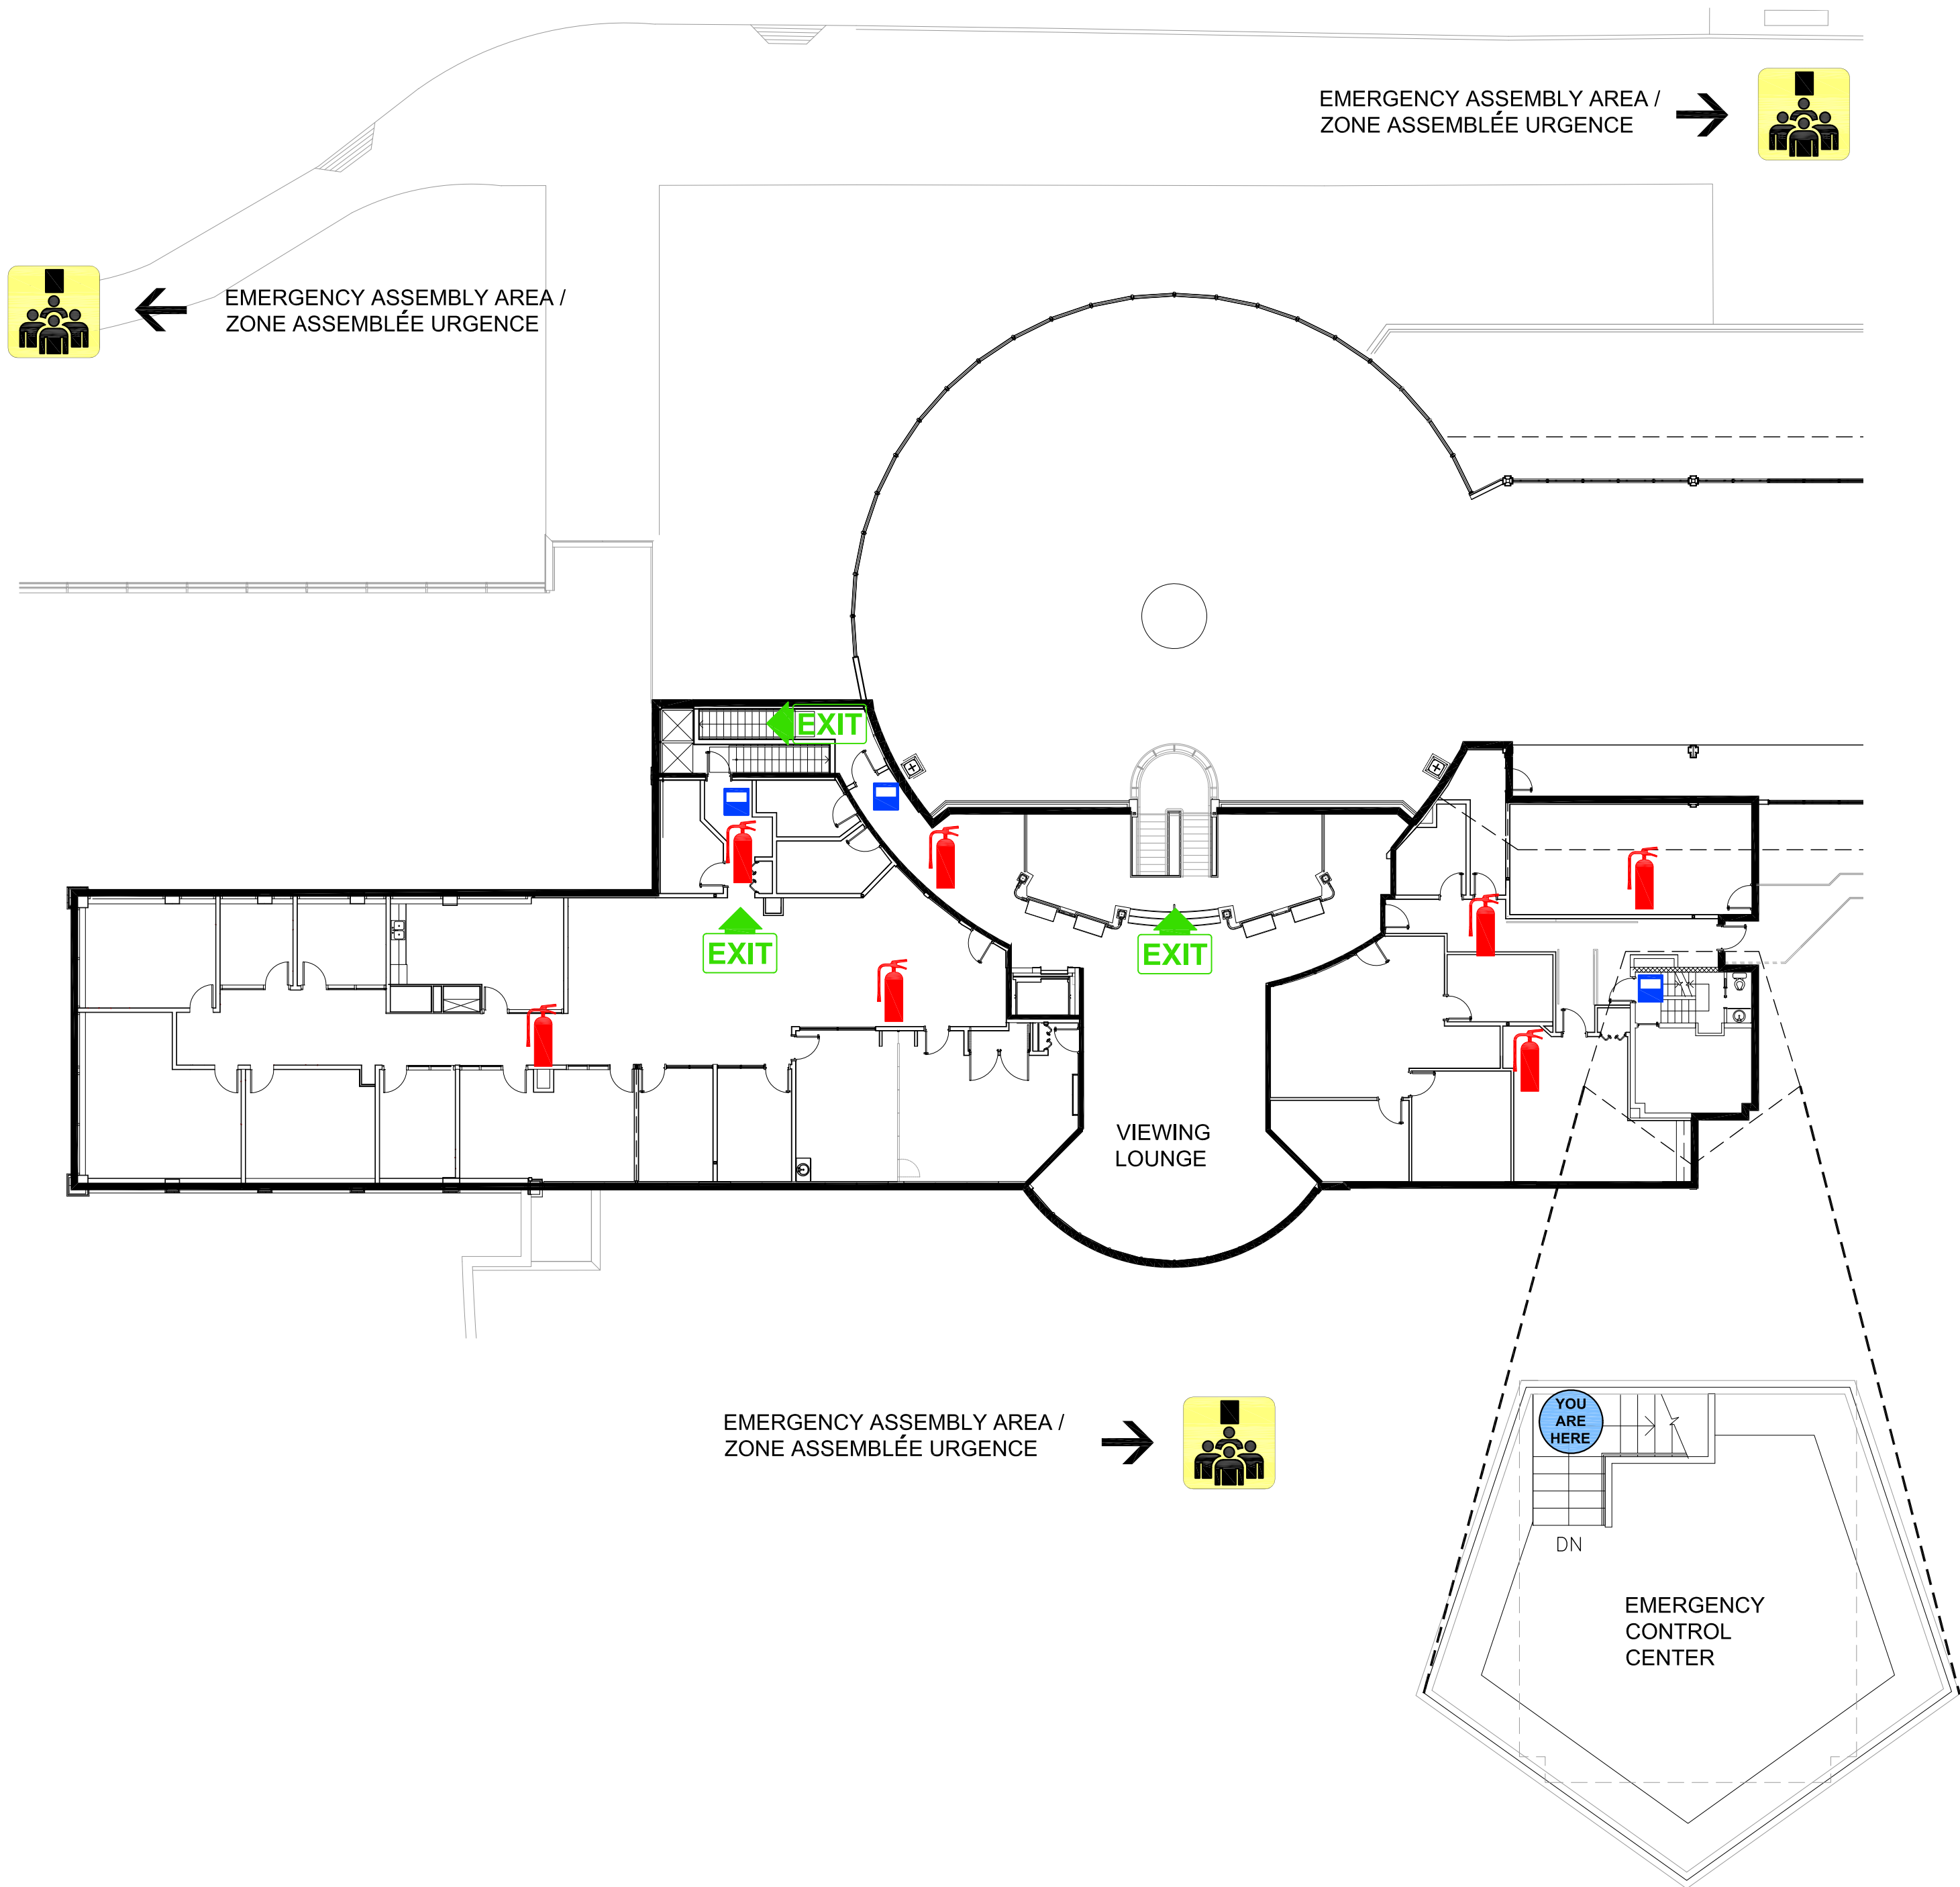 EMERGENCY ASSEMBLY AREA /
ZONE ASSEMBLÉE URGENCE
EMERGENCY ASSEMBLY AREA /
ZONE ASSEMBLÉE URGENCE
EXIT
EXIT
EXIT
VIEWING
LOUNGE
EMERGENCY ASSEMBLY AREA /
ZONE ASSEMBLÉE URGENCE
YOU
ARE
HERE
DN
EMERGENCY
CONTROL
CENTER